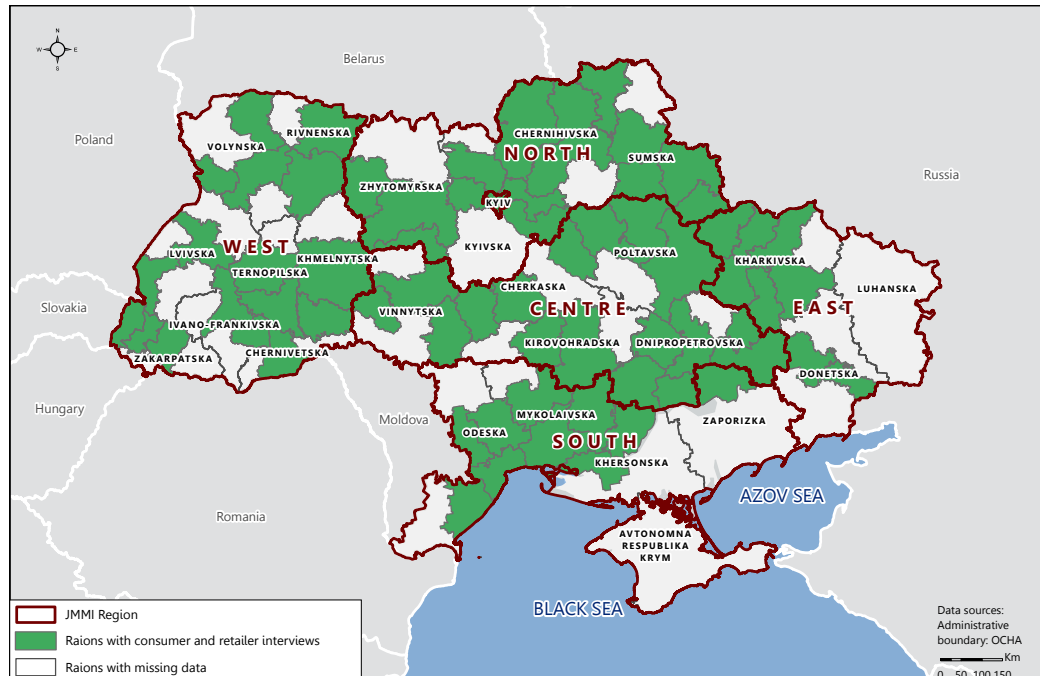 N
W E
S
Belarus
Poland
Russia
Slovakia
Hungary
Moldova
Romania
RIVNENSKA
VOLYNSKA
CHERNIHIVSKA
NORTH
SUMSKA
ZHYTOMYRSKA
KYIV
KYIVSKA
WEST
LVIVSKA
KHMELNYTSKA
TERNOPILSKA
POLTAVSKA
KHARKIVSKA
LUHANSKA
CHERKASKA
VINNYTSKA
CENTRE
EAST
IVANO-FRANKIVSKA
KIROVOHRADSKA
DNIPROPETROVSKA
ZAKARPATSKA
CHERNIVETSKA
DONETSKA
MYKOLAIVSKA
ZAPORIZKA
ODESKA
SOUTH
KHERSONSKA
AZOV SEA
AVTONOMNA
RESPUBLIKA
KRYM
BLACK SEA
JMMI Region
Raions with consumer and retailer interviews
Raions with missing data
Data sources:
Administrative
boundary: OCHA
Km
0 50 100 150